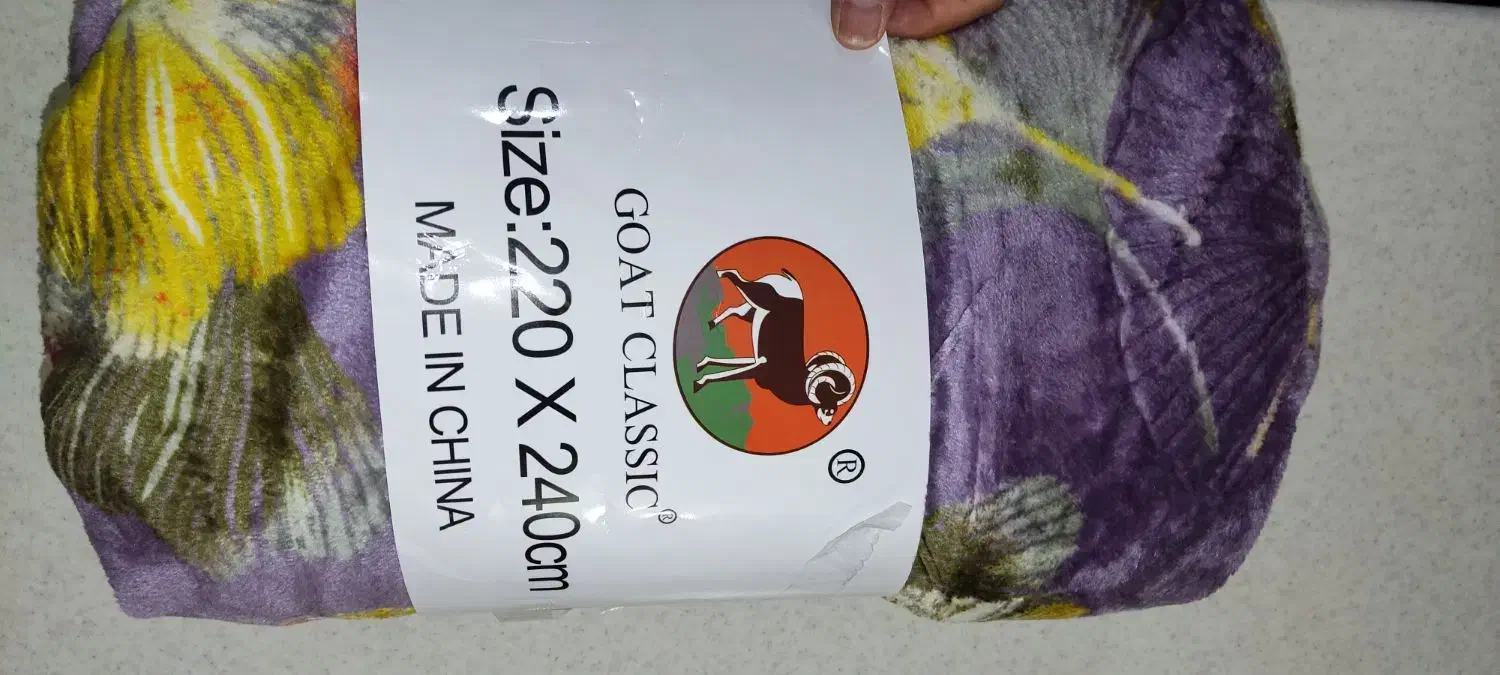 ®
GOAT CLASSIC®
Size:220 X 240cm
MADE IN CHINA